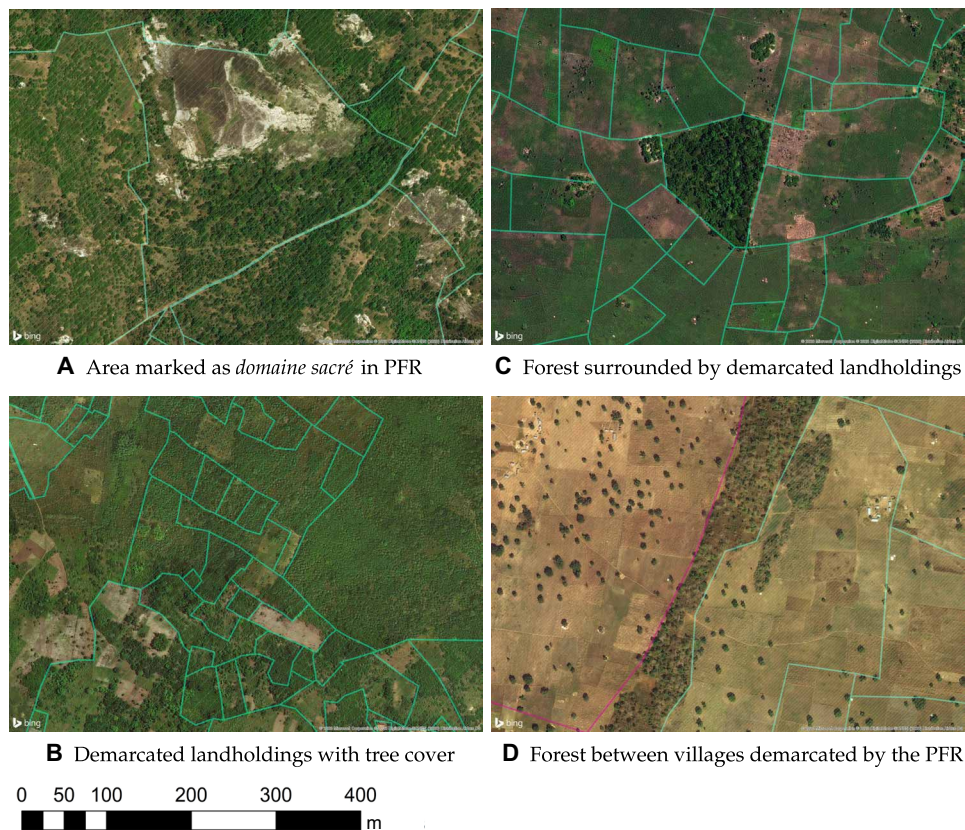 bing
A Area marked as domaine sacré in PFR
bing
C Forest surrounded by demarcated landholdings
bing
B Demarcated landholdings with tree cover
bing
D Forest between villages demarcated by the PFR
0 50 100 200 300 400
m